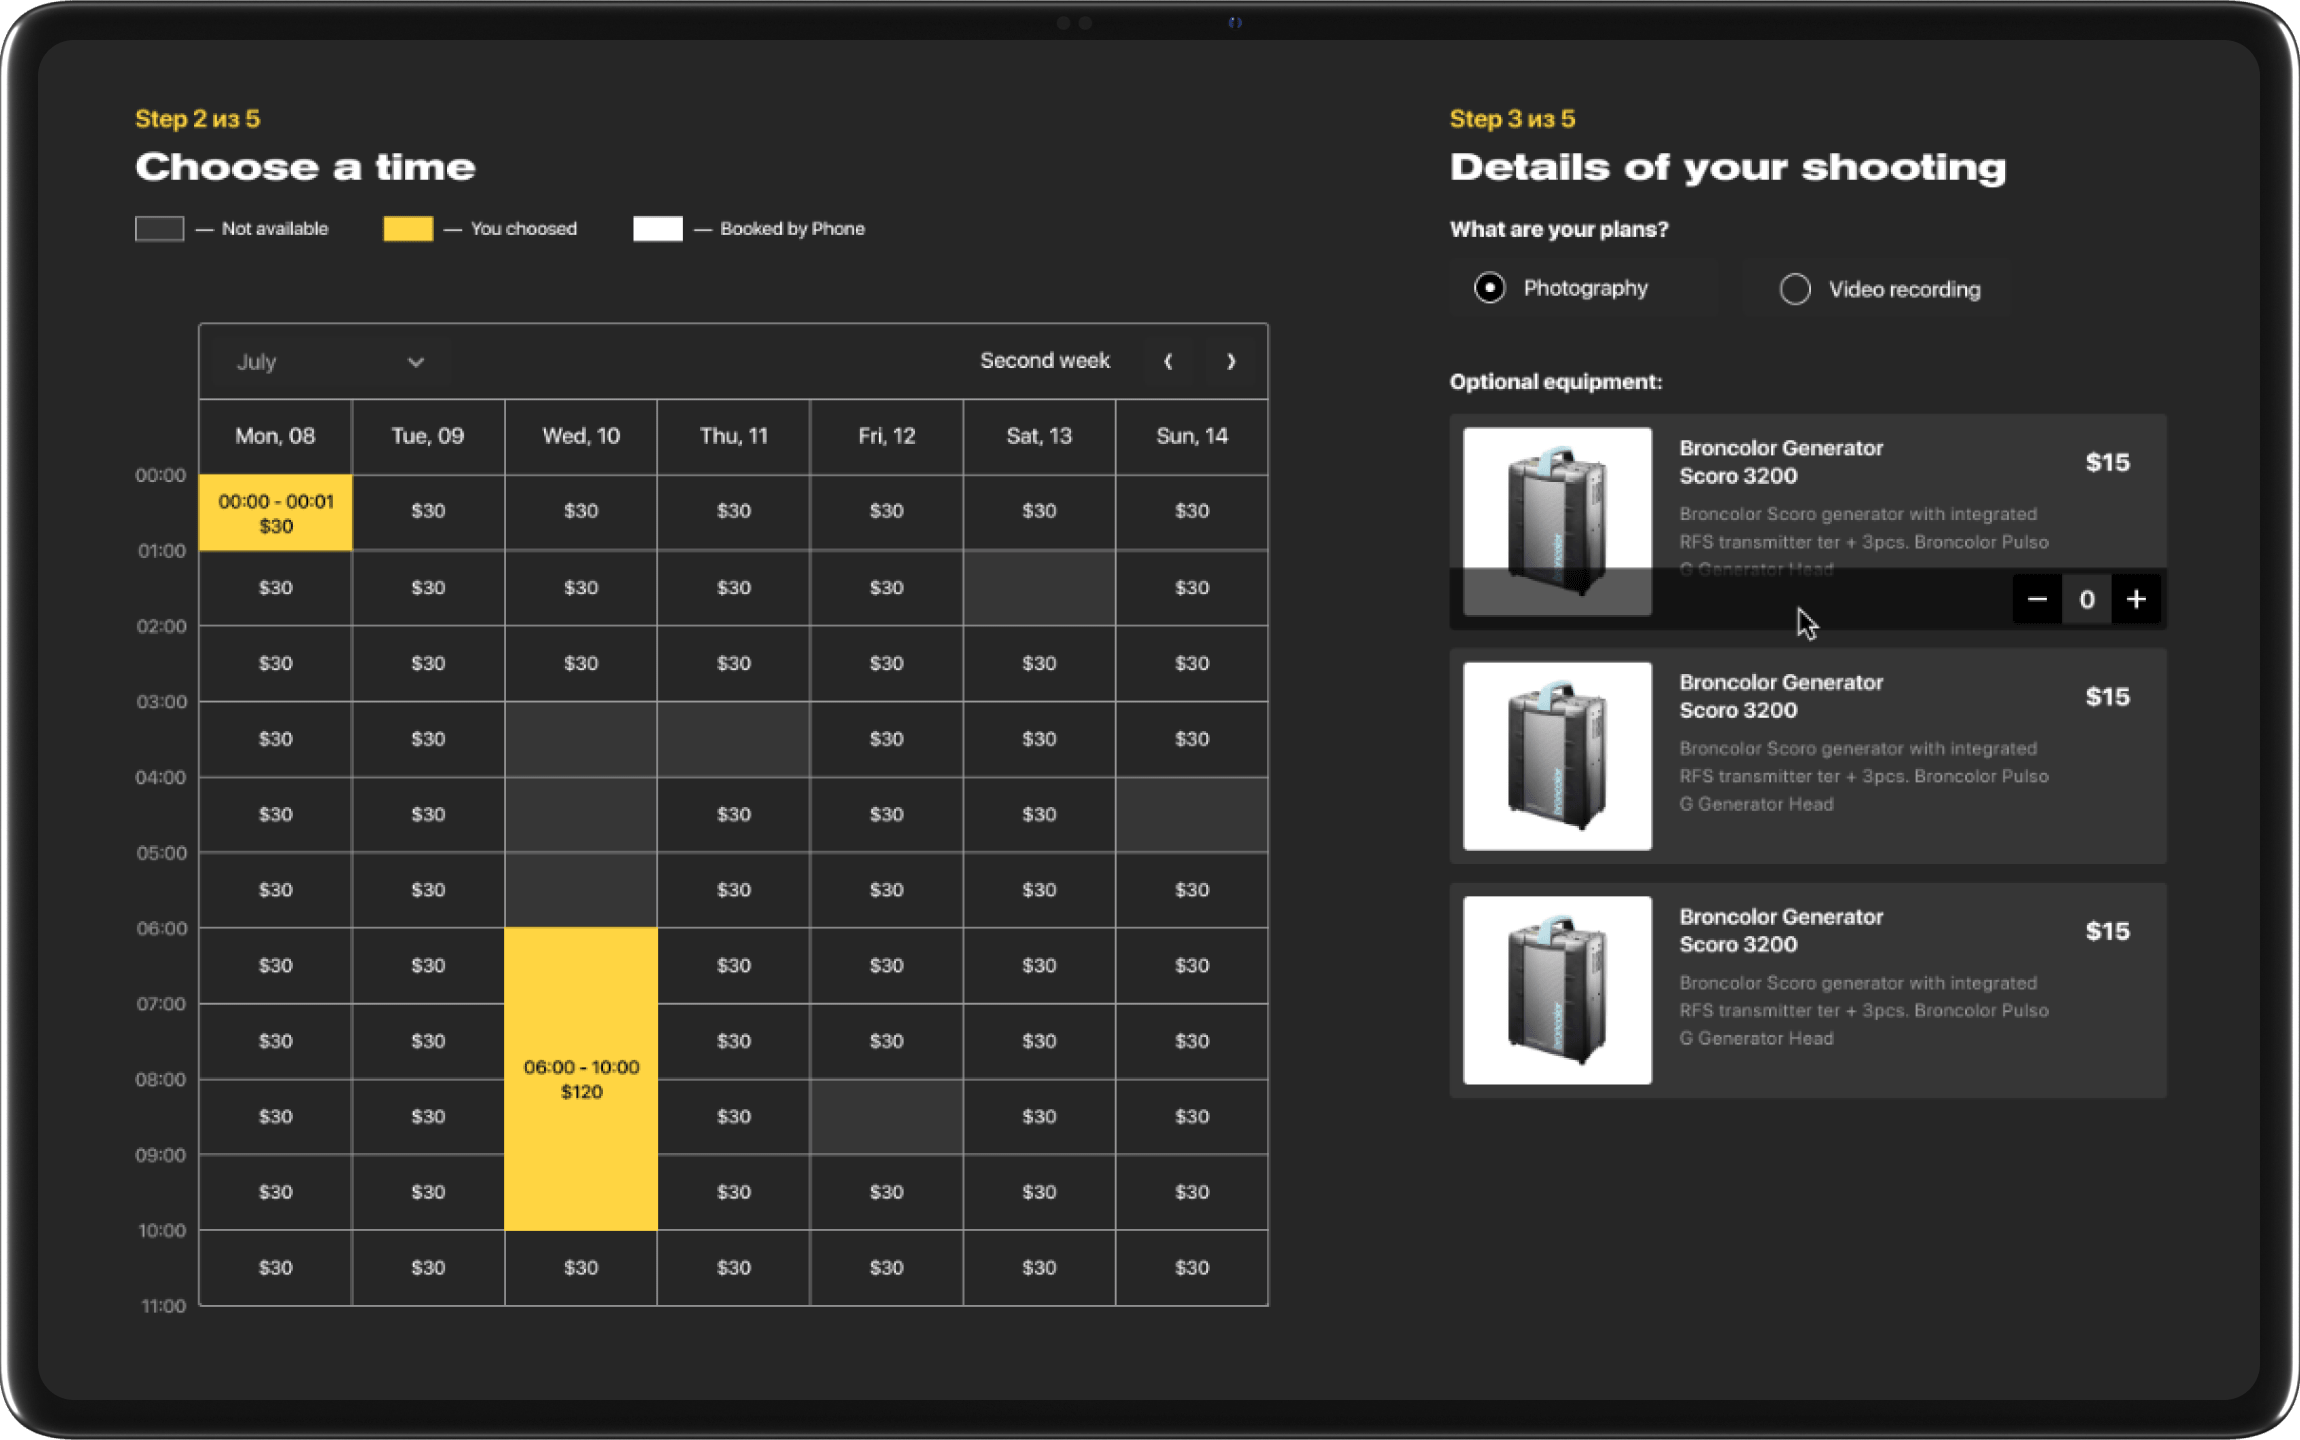 Step 2 из 5
Choose a time
— Not available — You choosed — Booked by Phone
July Second week
Mon, 08 Tue, 09 Wed, 10 Thu, 11 Fri, 12 Sat, 13 Sun, 14
00:00
00:00 - 00:01
$30 $30 $30 $30 $30 $30 $30
01:00
$30 $30 $30 $30 $30 $30
02:00
$30 $30 $30 $30 $30 $30 $30
03:00
$30 $30 $30 $30 $30
04:00
$30 $30 $30 $30 $30
05:00
$30 $30 $30 $30 $30 $30
06:00
$30 $30 $30 $30 $30 $30
07:00
$30 $30 $30 $30 $30 $30
06:00 - 10:00
$120
08:00
$30 $30 $30 $30 $30
09:00
$30 $30 $30 $30 $30 $30
10:00
$30 $30 $30 $30 $30 $30 $30
11:00
Step 3 из 5
Details of your shooting
What are your plans?
Photography Video recording
Optional equipment:
broncolor
Broncolor Generator
Scoro 3200
$15
Broncolor Scoro generator with integrated
RFS transmitter ter + 3pcs. Broncolor Pulso
G Generator Head
− 0 +
broncolor
Broncolor Generator
Scoro 3200
$15
Broncolor Scoro generator with integrated
RFS transmitter ter + 3pcs. Broncolor Pulso
G Generator Head
broncolor
Broncolor Generator
Scoro 3200
$15
Broncolor Scoro generator with integrated
RFS transmitter ter + 3pcs. Broncolor Pulso
G Generator Head